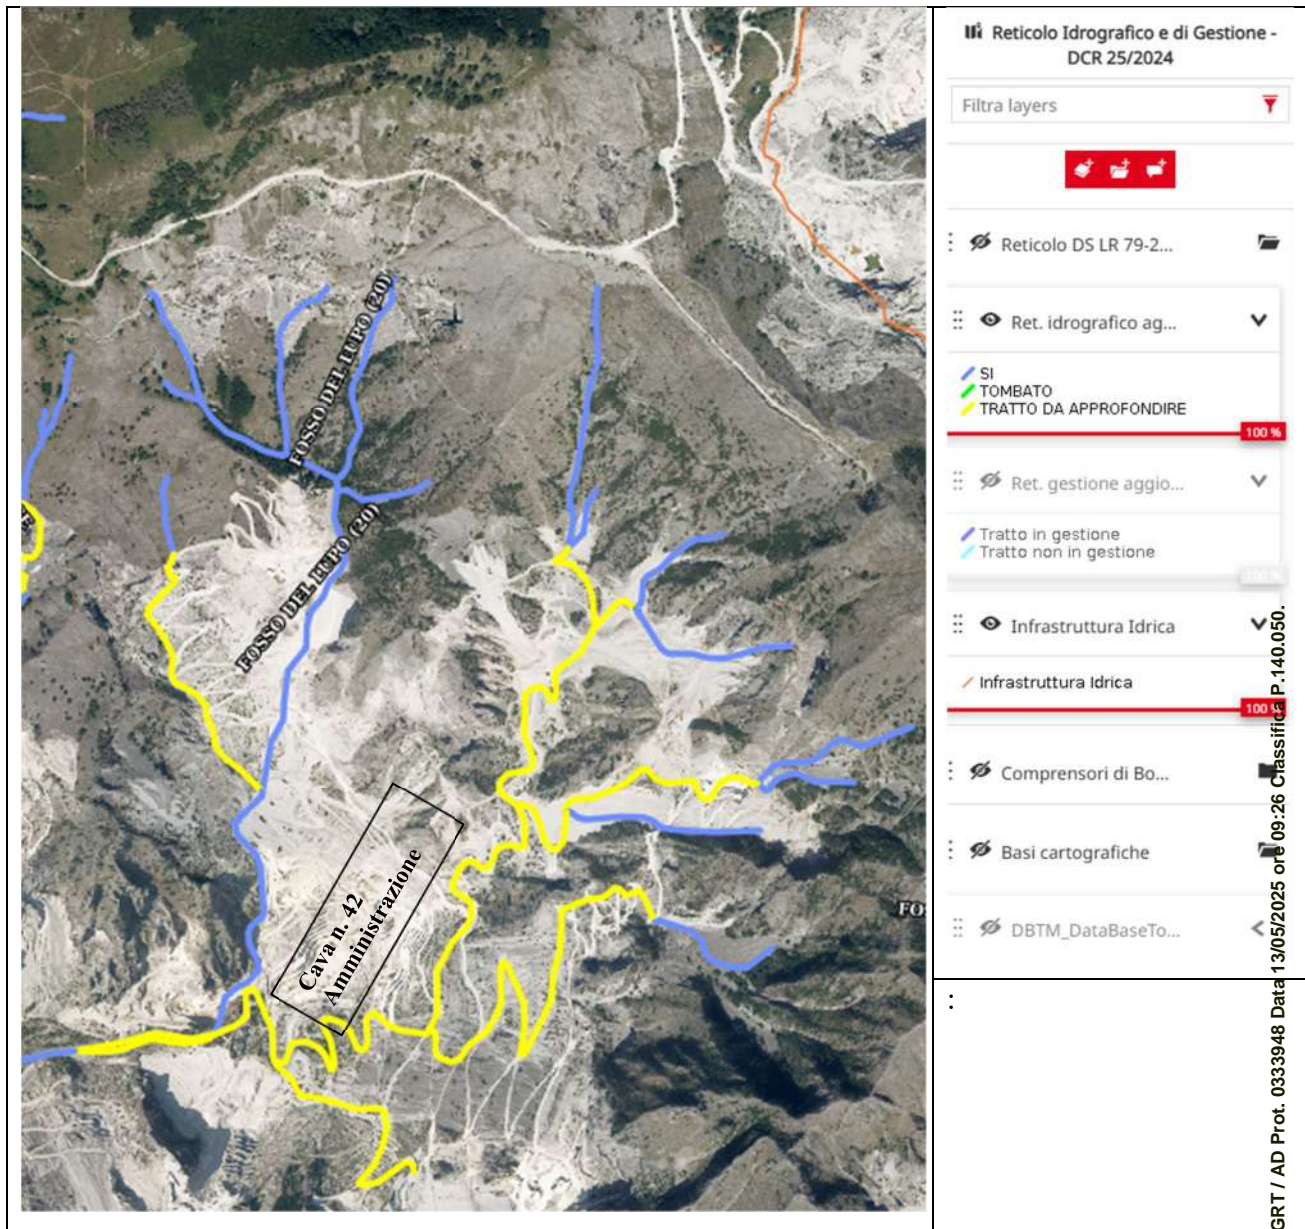 FOSSO DEL LUPO (20)
FOSSO DEL LUPO (20)
Cava n. 42
Amministrazione
FO
Reticolo Idrografico e di Gestione -
DCR 25/2024
Filtra layers
Reticolo DS LR 79-2...
Ret. idrografico ag...
SI
TOMBATO
TRATTO DA APPROFONDIRE
100 %
Ret. gestione aggio...
Tratto in gestione
Tratto non in gestione
100 %
Infrastruttura Idrica
Infrastruttura Idrica
100 %
Comprensori di Bo...
Basi cartografiche
DBTM_DataBaseTo...
:
GRT / AD Prot. 0333948 Data 13/05/2025 ore 09:26 Classifica P.140.050.